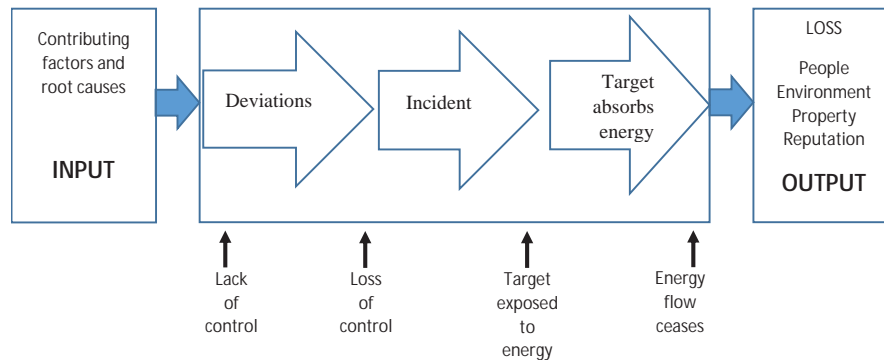 Contributing
factors and
root causes
INPUT
Deviations
Incident
Target
absorbs
energy
LOSS
People
Environment
Property
Reputation
OUTPUT
Lack
of
control
Loss
of
control
Target
exposed
to
energy
Energy
flow
ceases